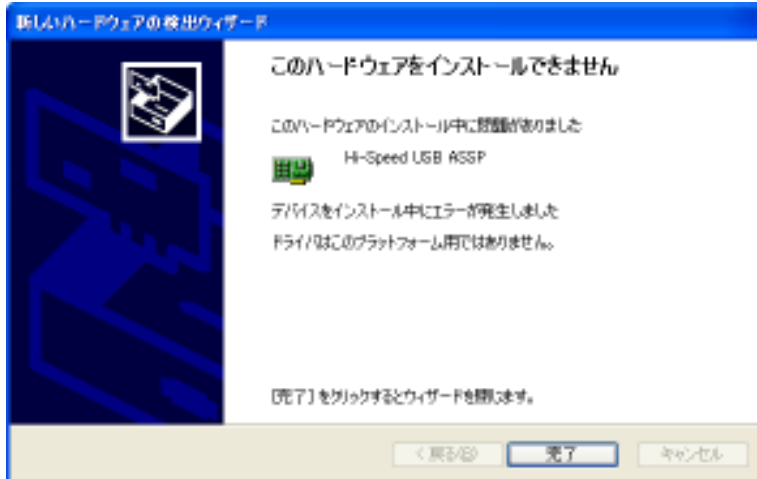 新しいハードウェアの検出ウィザード
このハードウェアをインストールできません
このハードウェアのインストール中に問題がありました
Hi-Speed USB ASSP
デバイスをインストール中にエラーが発生しました
ドライバはこのプラットフォーム用ではありません。
[完了] をクリックするとウィザードを閉じます。
< 戻る(B) 完了 キャンセル